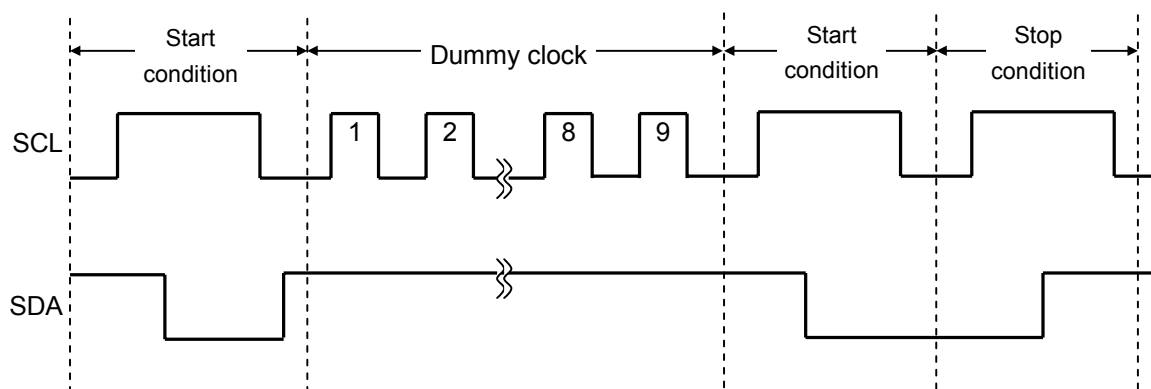 Start
condition
Dummy clock
Start
condition
Stop
condition
SCL
1
2
8
9
SDA